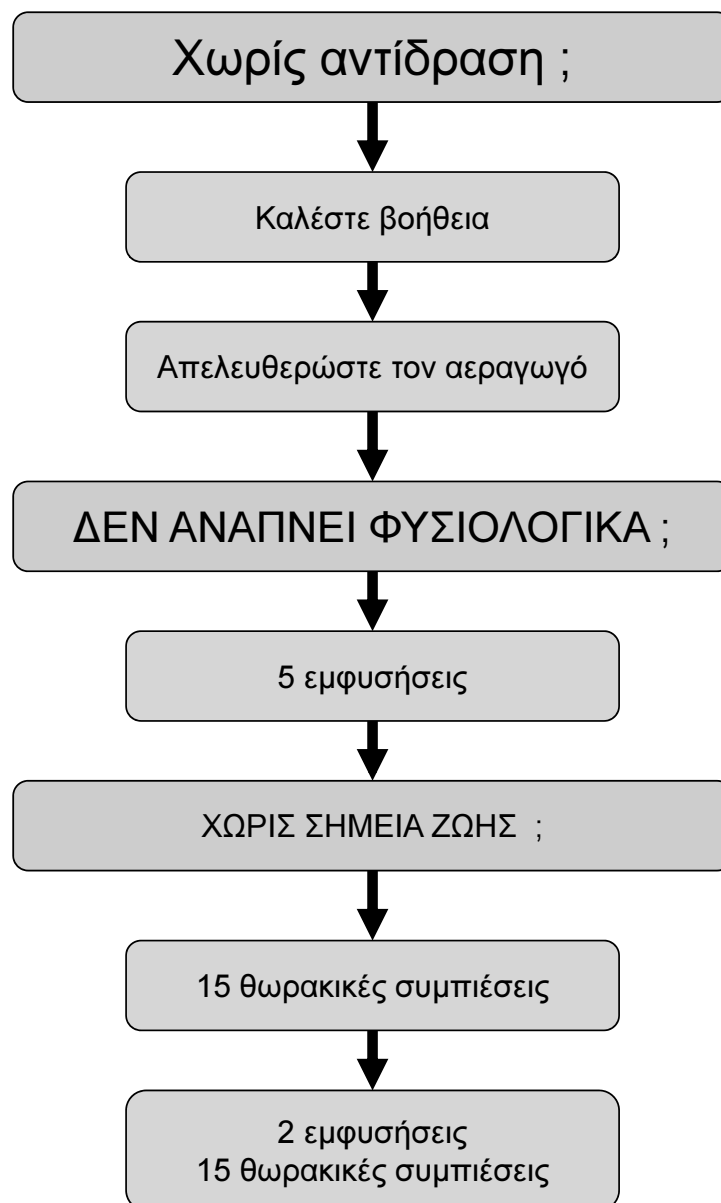 Χωρίς αντίδραση ;
Καλέστε βοήθεια
Απελευθερώστε τον αεραγωγό
ΔΕΝ ΑΝΑΠΝΕΙ ΦΥΣΙΟΛΟΓΙΚΑ ;
5 εμφυσήσεις
ΧΩΡΙΣ ΣΗΜΕΙΑ ΖΩΗΣ ;
15 θωρακικές συμπιέσεις
2 εμφυσήσεις
15 θωρακικές συμπιέσεις